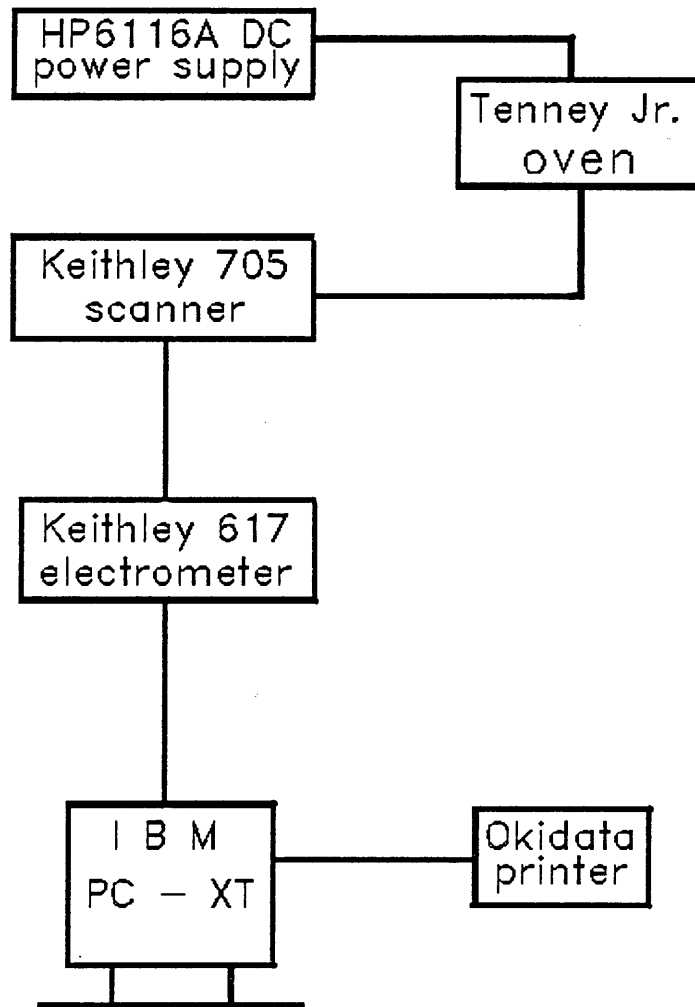 HP6116A DC
power supply
Tenney Jr.
oven
Keithley 705
scanner
Keithley 617
electrometer
I B M
PC - XT
Okidata
printer